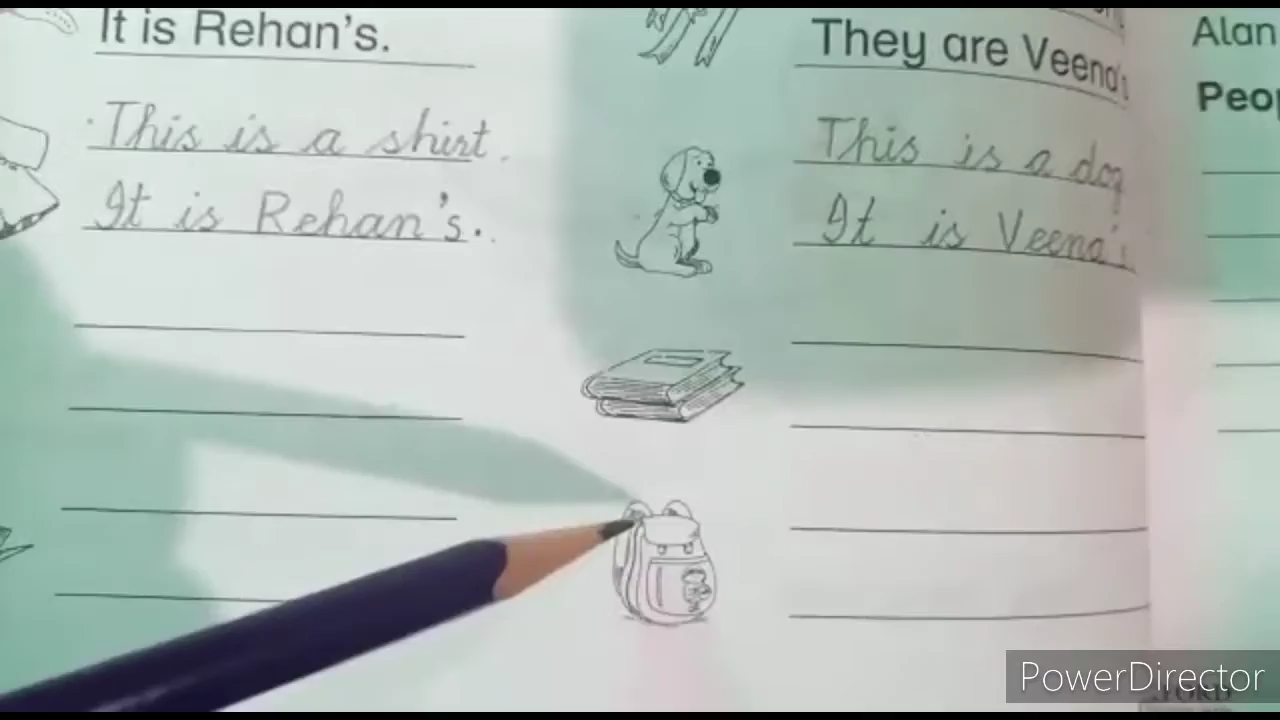 It is Rehan's.
This is a shirt.
It is Rehan's.
They are Veena's
This is a dog
It is Veena's
Alan
PowerDirector